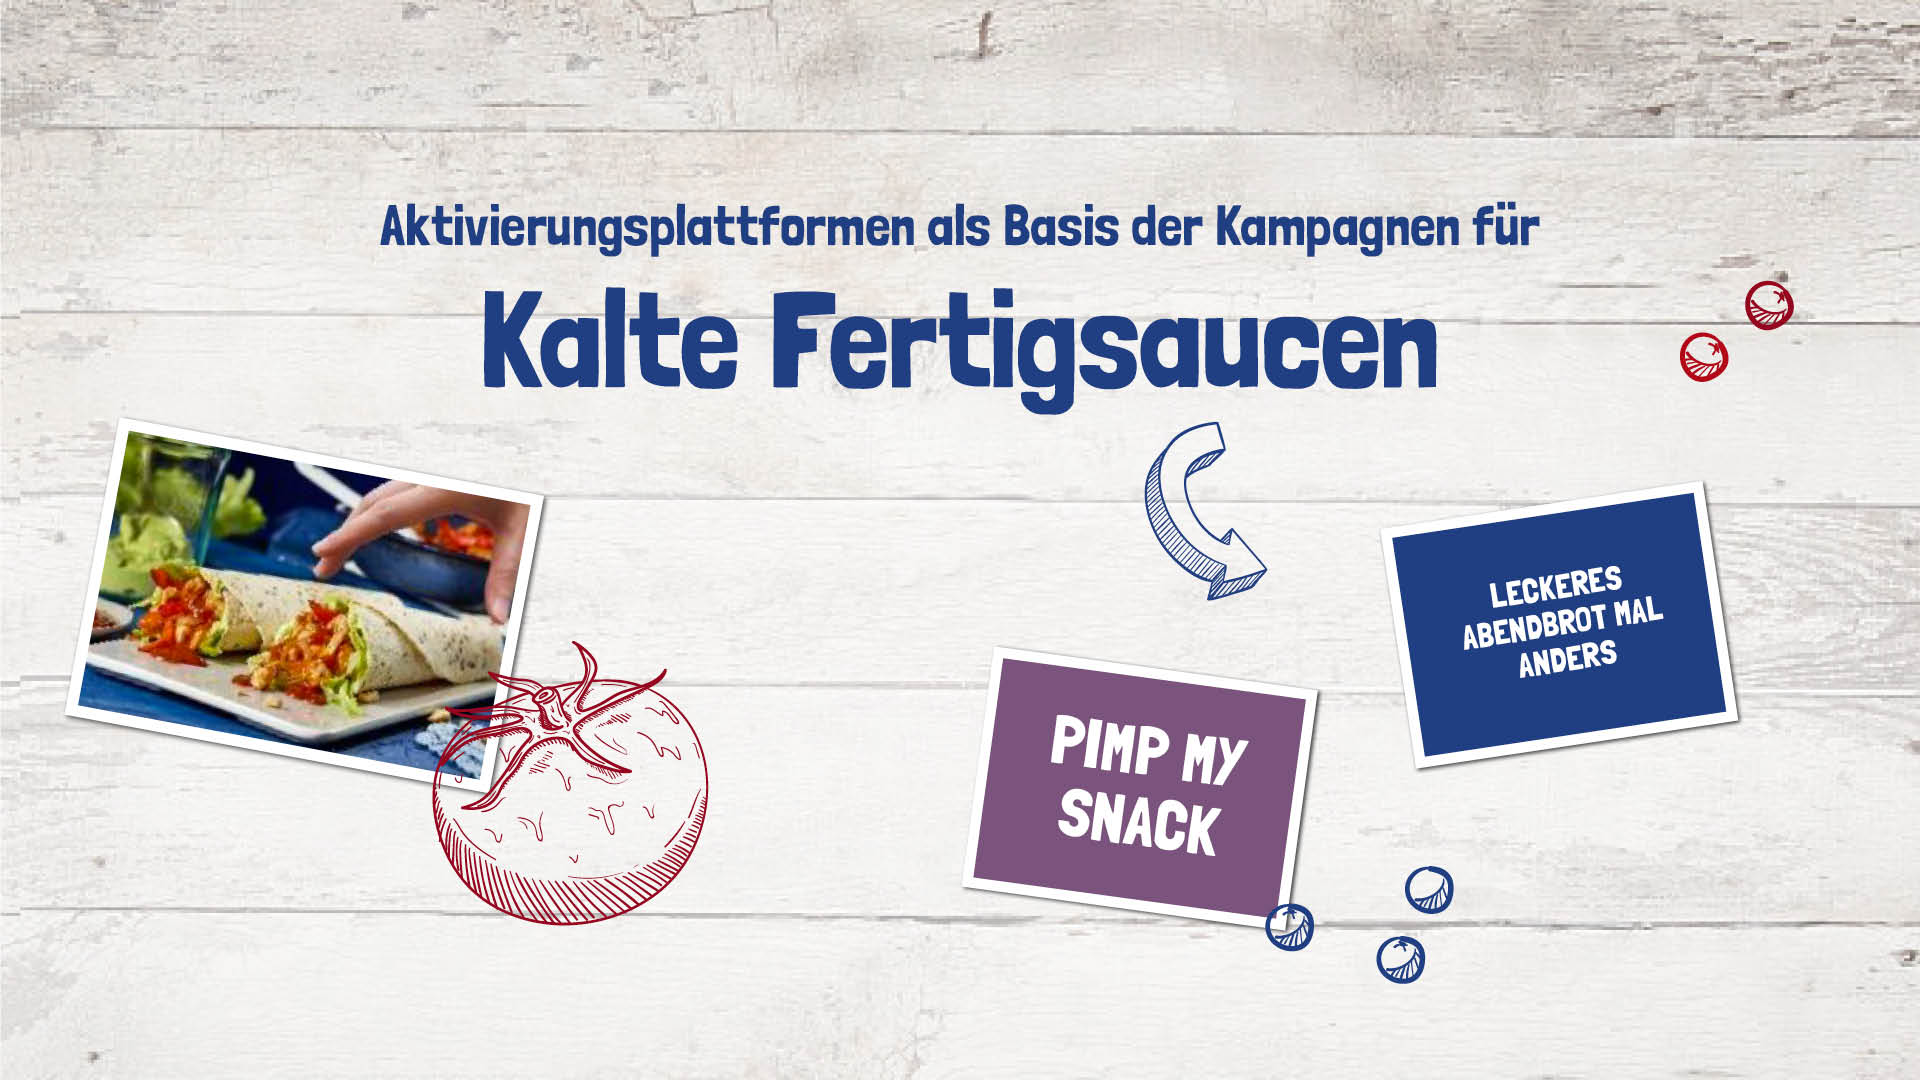 Aktivierungsplattformen als Basis der Kampagnen für
Kalte Fertigsaucen
LECKERES
ABENDBROT MAL
ANDERS
PIMP MY
SNACK